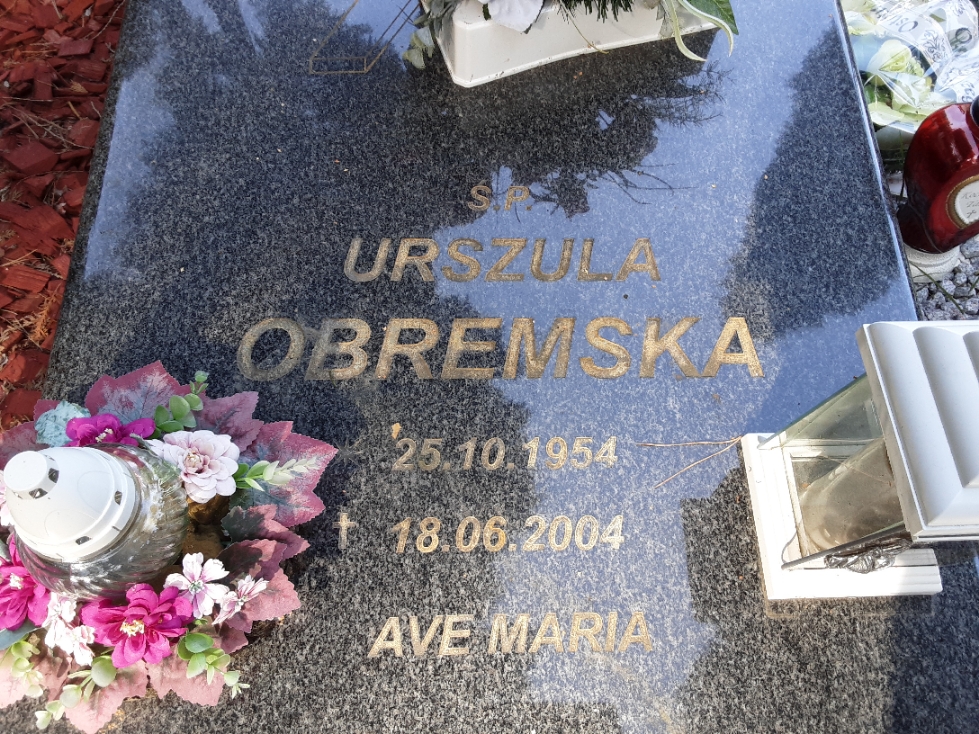 Ś.P.
URSZULA
OBREMSKA
25.10.1954
✝ 18.06.2004
AVE MARIA